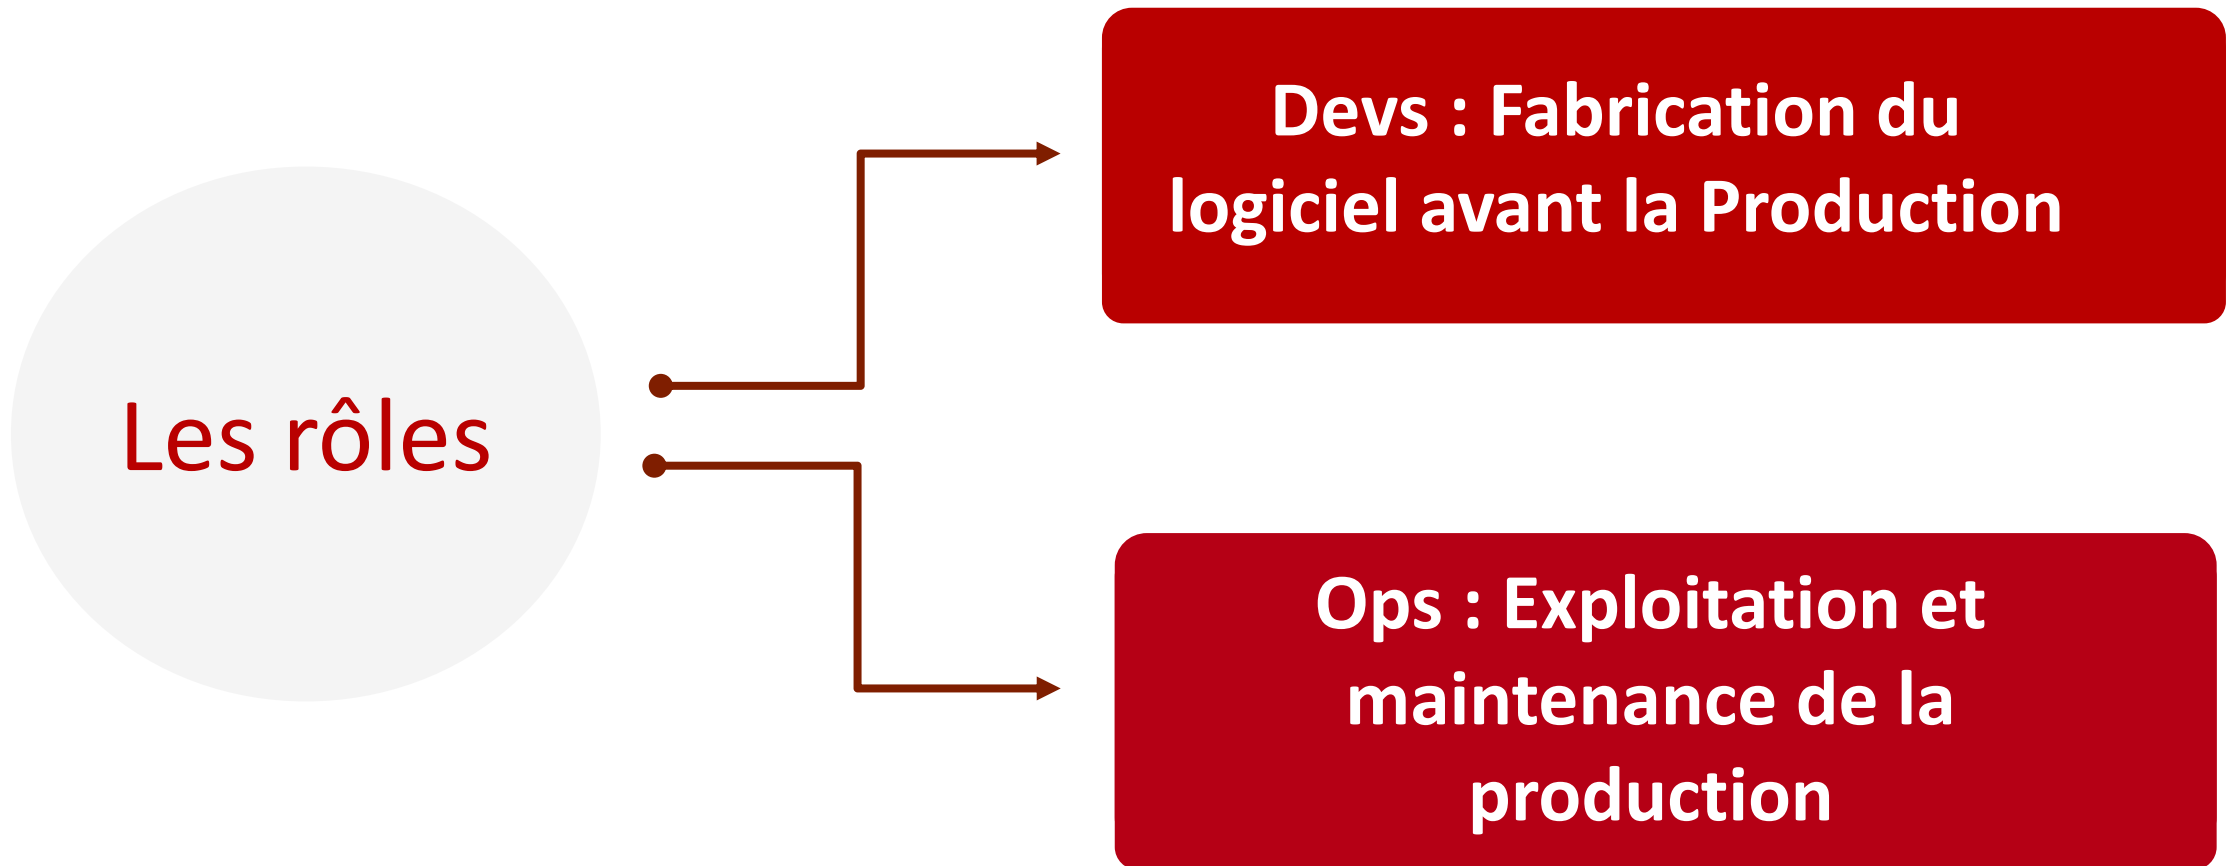 Les rôles
Devs : Fabrication du
logiciel avant la Production
Ops : Exploitation et
maintenance de la
production